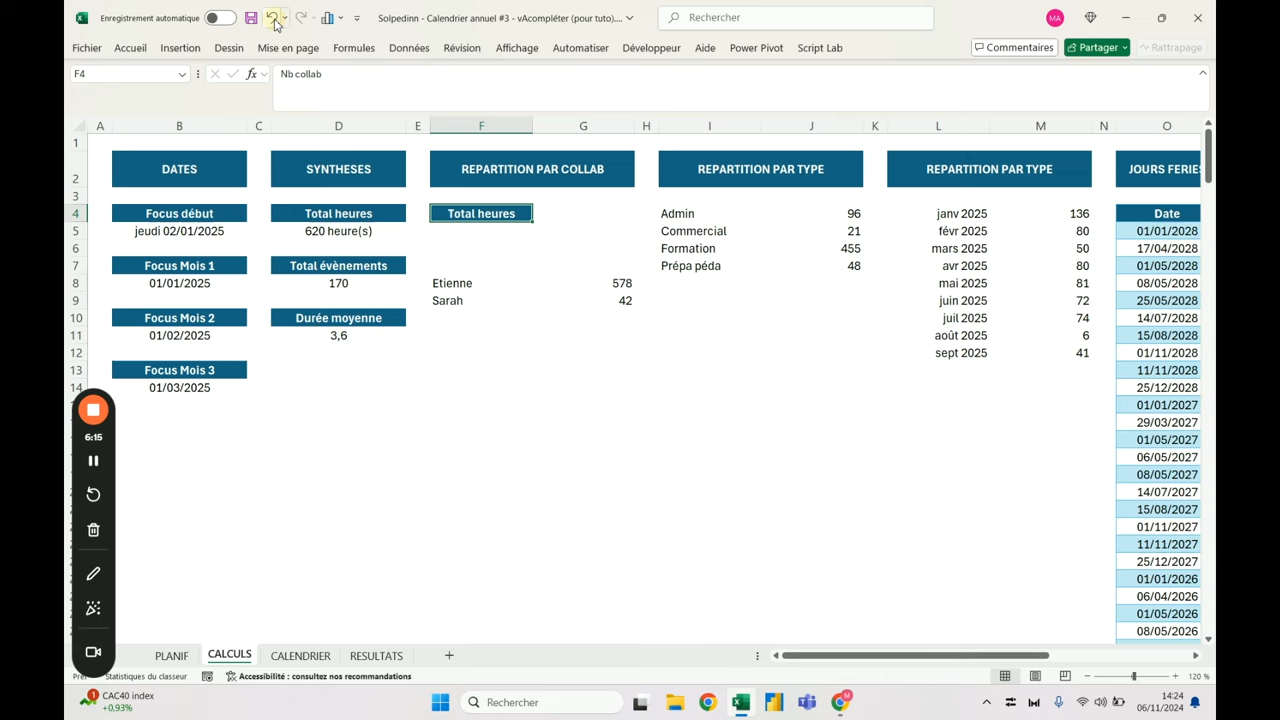 Enregistrement automatique
Solpedinn - Calendrier annuel #3 - vAcompléter (pour tuto)....
Rechercher
MA
Fichier Accueil Insertion Dessin Mise en page Formules Données Révision Affichage Automatiser Développeur Aide Power Pivot Script Lab
Commentaires Partager Rattrapage
F4 fx Nb collab
A B C D E F G H I J K L M N O
1
2 DATES SYNTHESES REPARTITION PAR COLLAB REPARTITION PAR TYPE REPARTITION PAR TYPE JOURS FERIES
3
4 Focus début Total heures Total heures Admin 96 janv 2025 136 Date
5 jeudi 02/01/2025 620 heure(s) Commercial 21 févr 2025 80 01/01/2028
6 Formation 455 mars 2025 50 17/04/2028
7 Focus Mois 1 Total évènements Prépa péda 48 avr 2025 80 01/05/2028
8 01/01/2025 170 Etienne 578 mai 2025 81 08/05/2028
9 Sarah 42 juin 2025 72 25/05/2028
10 Focus Mois 2 Durée moyenne juil 2025 74 14/07/2028
11 01/02/2025 3,6 août 2025 6 15/08/2028
12 sept 2025 41 01/11/2028
13 Focus Mois 3 11/11/2028
14 01/03/2025 25/12/2028
01/01/2027
6:15 29/03/2027
01/05/2027
06/05/2027
08/05/2027
14/07/2027
15/08/2027
01/11/2027
11/11/2027
25/12/2027
01/01/2026
06/04/2026
01/05/2026
08/05/2026
PLANIF CALCULS CALENDRIER RESULTATS
Statistiques du classeur Accessibilité : consultez nos recommandations 120 %
1 CAC40 index
+0,93%
Rechercher
14:24
06/11/2024